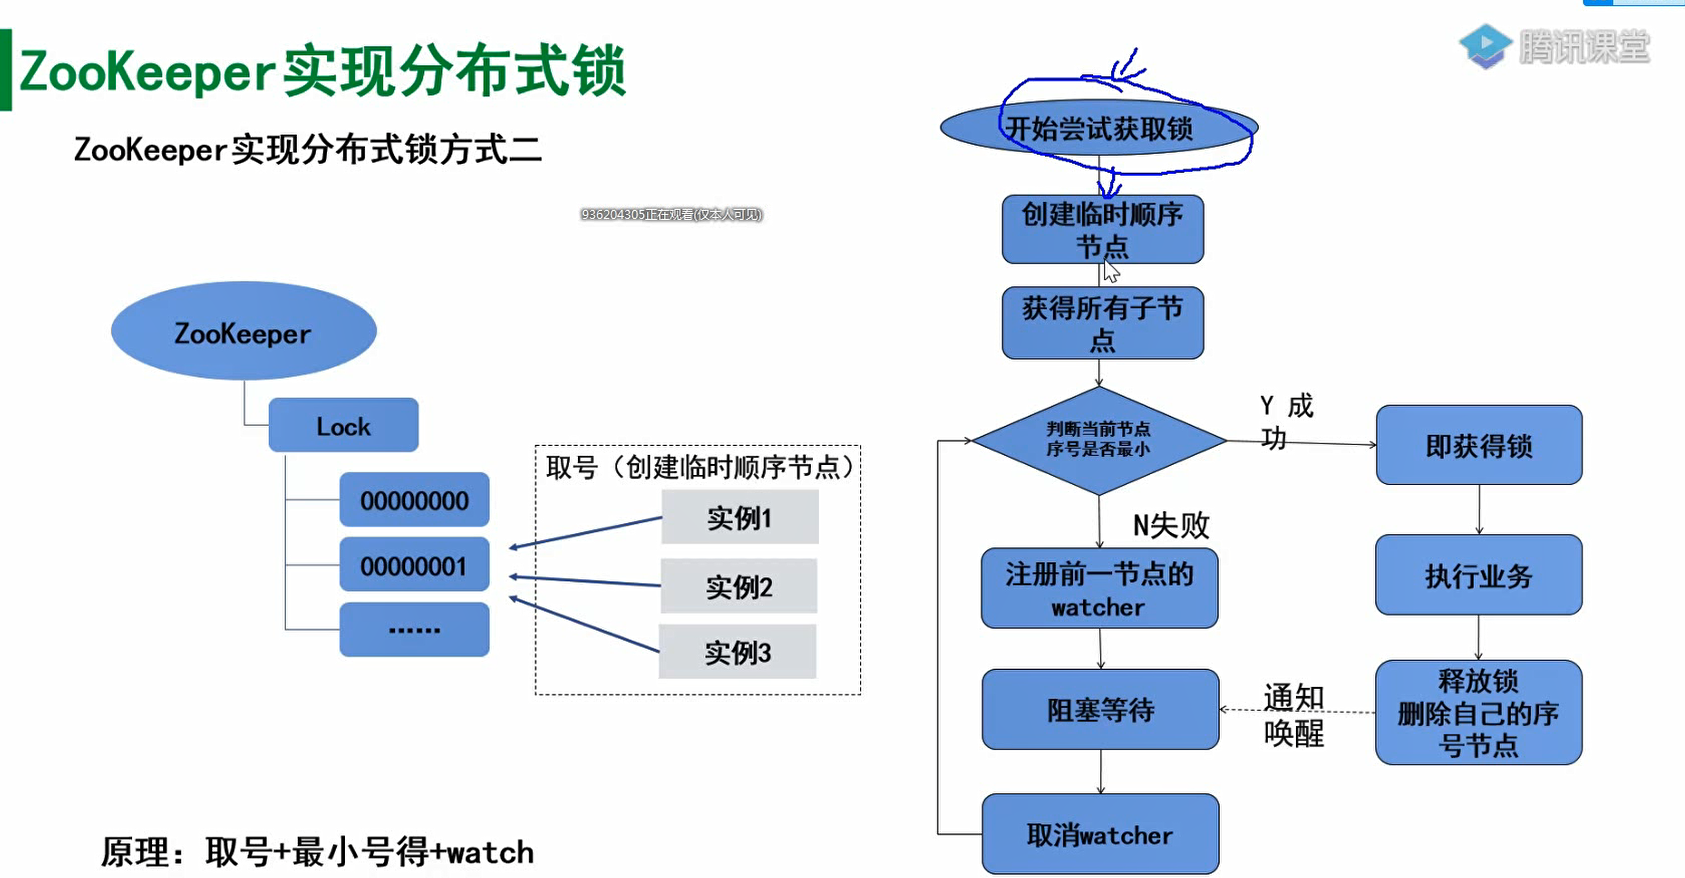 腾讯课堂
ZooKeeper实现分布式锁
ZooKeeper实现分布式锁方式二
936204305正在观看(仅本人可见)
ZooKeeper
Lock
00000000
00000001
······
取号（创建临时顺序节点）
实例1
实例2
实例3
原理：取号+最小号得+watch
开始尝试获取锁
创建临时顺序
节点
获得所有子节
点
判断当前节点
序号是否最小
Y 成
功
即获得锁
N失败
执行业务
注册前一节点的
watcher
释放锁
删除自己的序
号节点
通知
唤醒
阻塞等待
取消watcher